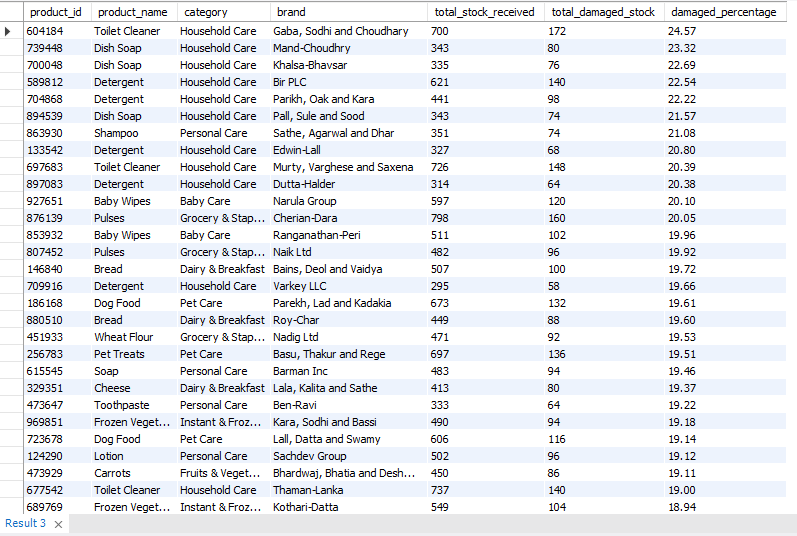 product_id product_name category brand total_stock_received total_damaged_stock damaged_percentage
604184 Toilet Cleaner Household Care Gaba, Sodhi and Choudhary 700 172 24.57
739448 Dish Soap Household Care Mand-Choudhry 343 80 23.32
700048 Dish Soap Household Care Khalsa-Bhavsar 335 76 22.69
589812 Detergent Household Care Bir PLC 621 140 22.54
704868 Detergent Household Care Parikh, Oak and Kara 441 98 22.22
894539 Dish Soap Household Care Pall, Sule and Sood 343 74 21.57
863930 Shampoo Personal Care Sathe, Agarwal and Dhar 351 74 21.08
133542 Detergent Household Care Edwin-Lall 327 68 20.80
697683 Toilet Cleaner Household Care Murty, Varghese and Saxena 726 148 20.39
897083 Detergent Household Care Dutta-Halder 314 64 20.38
927651 Baby Wipes Baby Care Narula Group 597 120 20.10
876139 Pulses Grocery & Stap... Cherian-Dara 798 160 20.05
853932 Baby Wipes Baby Care Ranganathan-Peri 511 102 19.96
807452 Pulses Grocery & Stap... Naik Ltd 482 96 19.92
146840 Bread Dairy & Breakfast Bains, Deol and Vaidya 507 100 19.72
709916 Detergent Household Care Varkey LLC 295 58 19.66
186168 Dog Food Pet Care Parekh, Lad and Kadakia 673 132 19.61
880510 Bread Dairy & Breakfast Roy-Char 449 88 19.60
451933 Wheat Flour Grocery & Stap... Nadig Ltd 471 92 19.53
256783 Pet Treats Pet Care Basu, Thakur and Rege 697 136 19.51
615545 Soap Personal Care Barman Inc 483 94 19.46
329351 Cheese Dairy & Breakfast Lala, Kalita and Sathe 413 80 19.37
473647 Toothpaste Personal Care Ben-Ravi 333 64 19.22
969851 Frozen Veget... Instant & Froz... Kara, Sodhi and Bassi 490 94 19.18
723678 Dog Food Pet Care Lall, Datta and Swamy 606 116 19.14
124290 Lotion Personal Care Sachdev Group 502 96 19.12
473929 Carrots Fruits & Veget... Bhardwaj, Bhatia and Desh... 450 86 19.11
677542 Toilet Cleaner Household Care Thaman-Lanka 737 140 19.00
689769 Frozen Veget... Instant & Froz... Kothari-Datta 549 104 18.94
Result 3